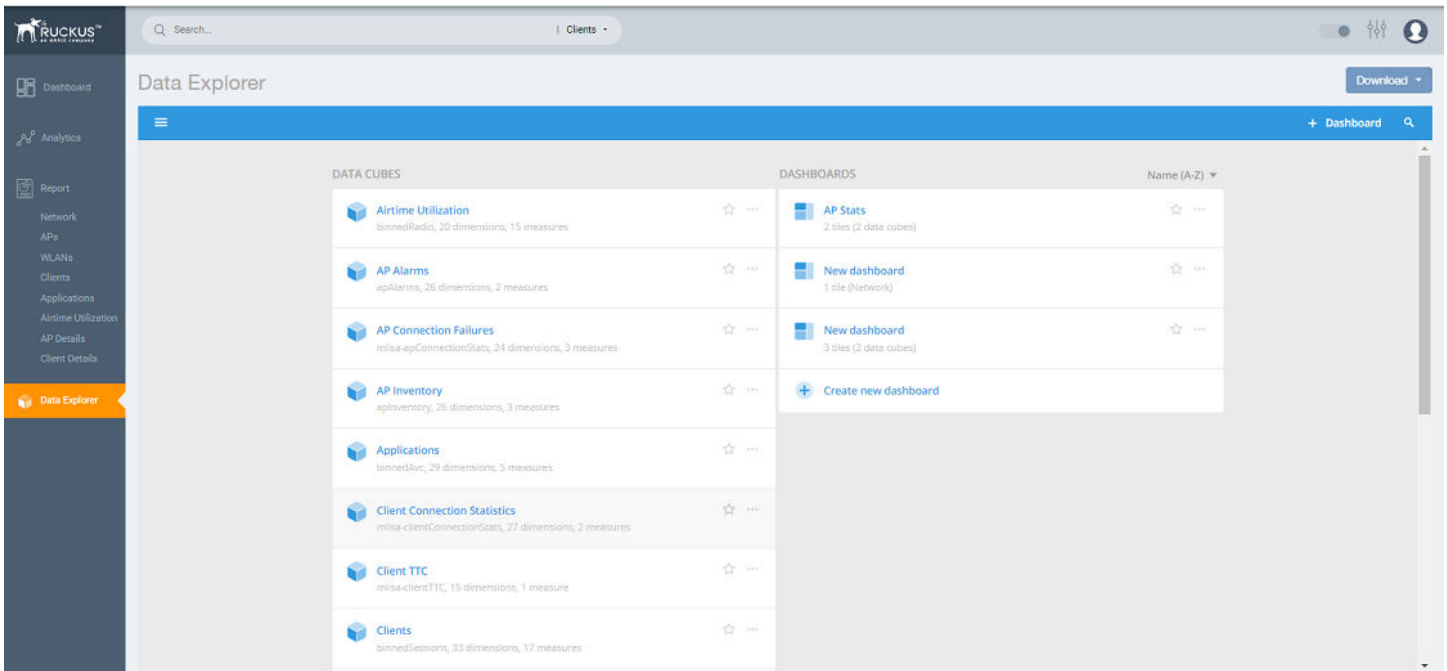 RUCKUS™
Search...
| Clients
Dashboard
Analytics
Report
Network
APs
WLANs
Clients
Applications
Airtime Utilization
AP Details
Client Details
Data Explorer
Data Explorer
Download
+ Dashboard
DATA CUBES
Airtime Utilization
binnedRadio, 20 dimensions, 15 measures
AP Alarms
apAlarms, 26 dimensions, 2 measures
AP Connection Failures
mlisa-apConnectionStats, 24 dimensions, 3 measures
AP Inventory
apInventory, 26 dimensions, 3 measures
Applications
binnedAvc, 29 dimensions, 5 measures
Client Connection Statistics
mlisa-clientConnectionStats, 27 dimensions, 2 measures
Client TTC
mlisa-clientTTC, 15 dimensions, 1 measure
Clients
binnedSessions, 33 dimensions, 17 measures
DASHBOARDS
Name (A-Z)
AP Stats
2 tiles (2 data cubes)
New dashboard
1 tile (Network)
New dashboard
3 tiles (2 data cubes)
Create new dashboard